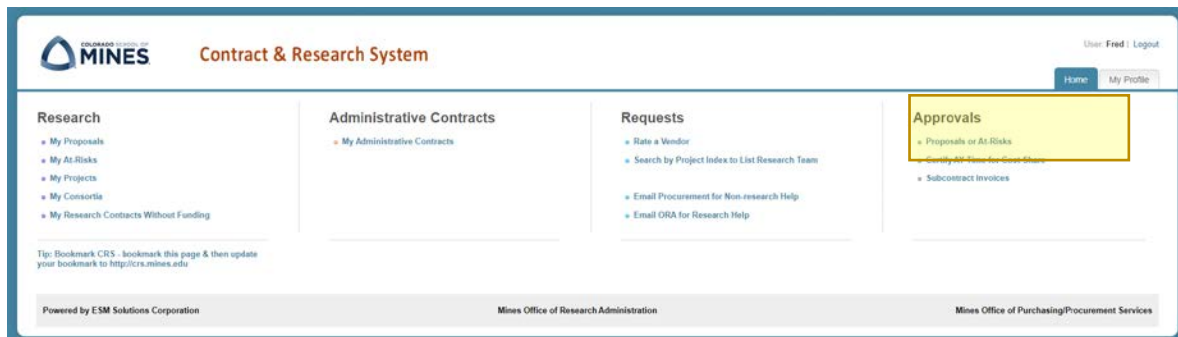 COLORADO SCHOOL OF
MINES
Contract & Research System
User: Fred | Logout
Home
My Profile
Research
My Proposals
My At-Risks
My Projects
My Consortia
My Research Contracts Without Funding
Tip: Bookmark CRS - bookmark this page & then update
your bookmark to http://crs.mines.edu
Administrative Contracts
My Administrative Contracts
Requests
Rate a Vendor
Search by Project Index to List Research Team
Email Procurement for Non-research Help
Email ORA for Research Help
Approvals
Proposals or At-Risks
Certify AY Time for Cost Share
Subcontract Invoices
Powered by ESM Solutions Corporation
Mines Office of Research Administration
Mines Office of Purchasing/Procurement Services